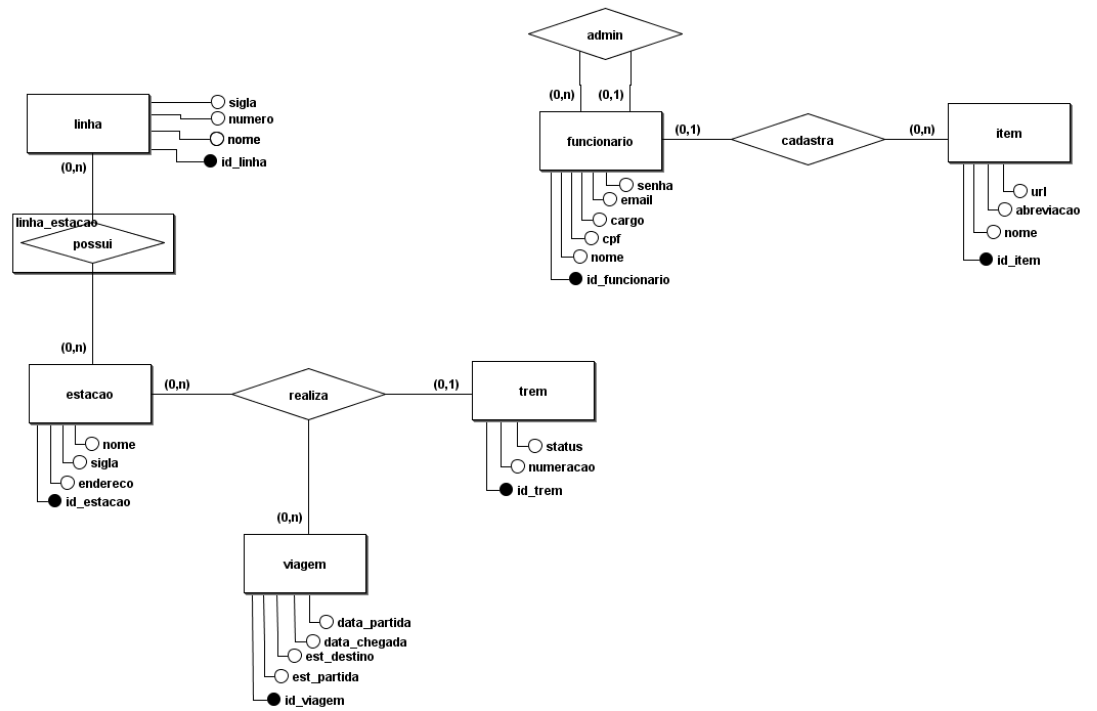 admin
(0,n)
(0,1)
linha
sigla
numero
nome
id_linha
(0,n)
linha_estacao
possui
(0,n)
funcionario
(0,1)
cadastra
(0,n)
item
senha
email
cargo
cpf
nome
id_funcionario
url
abreviacao
nome
id_item
estacao
(0,n)
realiza
(0,1)
trem
nome
sigla
endereco
id_estacao
status
numeracao
id_trem
(0,n)
viagem
data_partida
data_chegada
est_destino
est_partida
id_viagem